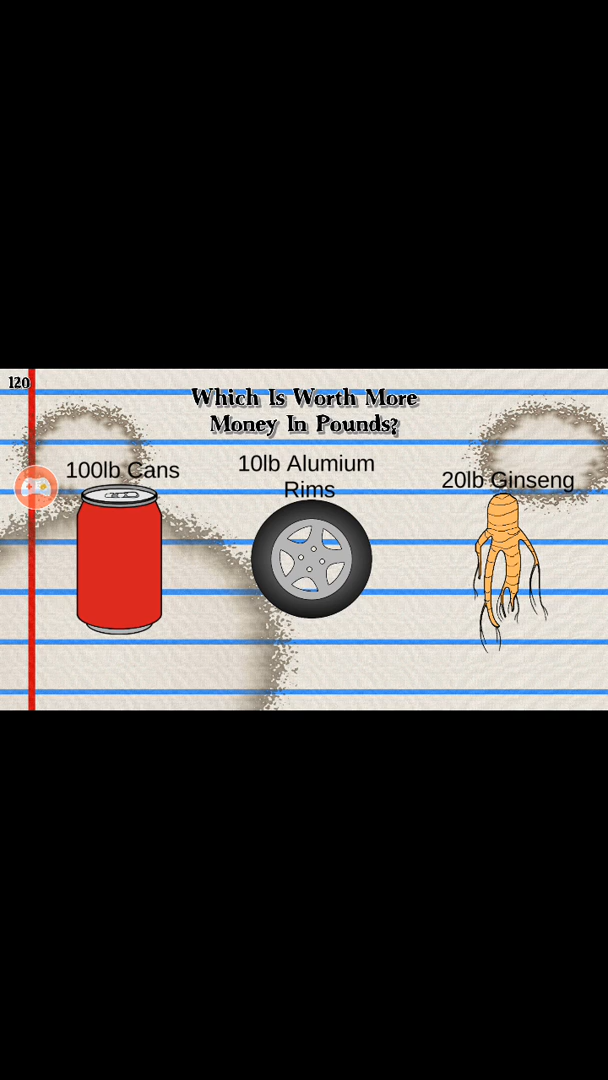 120
Which Is Worth More
Money In Pounds?
100lb Cans
10lb Alumium
Rims
20lb Ginseng